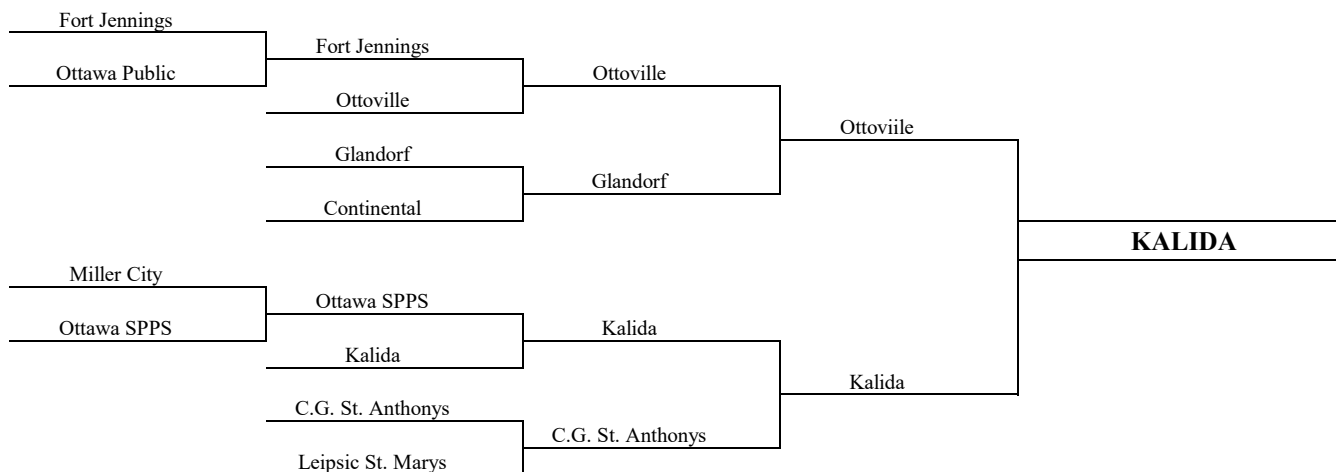 Fort Jennings
Fort Jennings
Ottawa Public
Ottoville
Ottoville
Ottoviile
Glandorf
Glandorf
Continental
KALIDA
Miller City
Ottawa SPPS
Ottawa SPPS
Kalida
Kalida
Kalida
C.G. St. Anthonys
C.G. St. Anthonys
Leipsic St. Marys